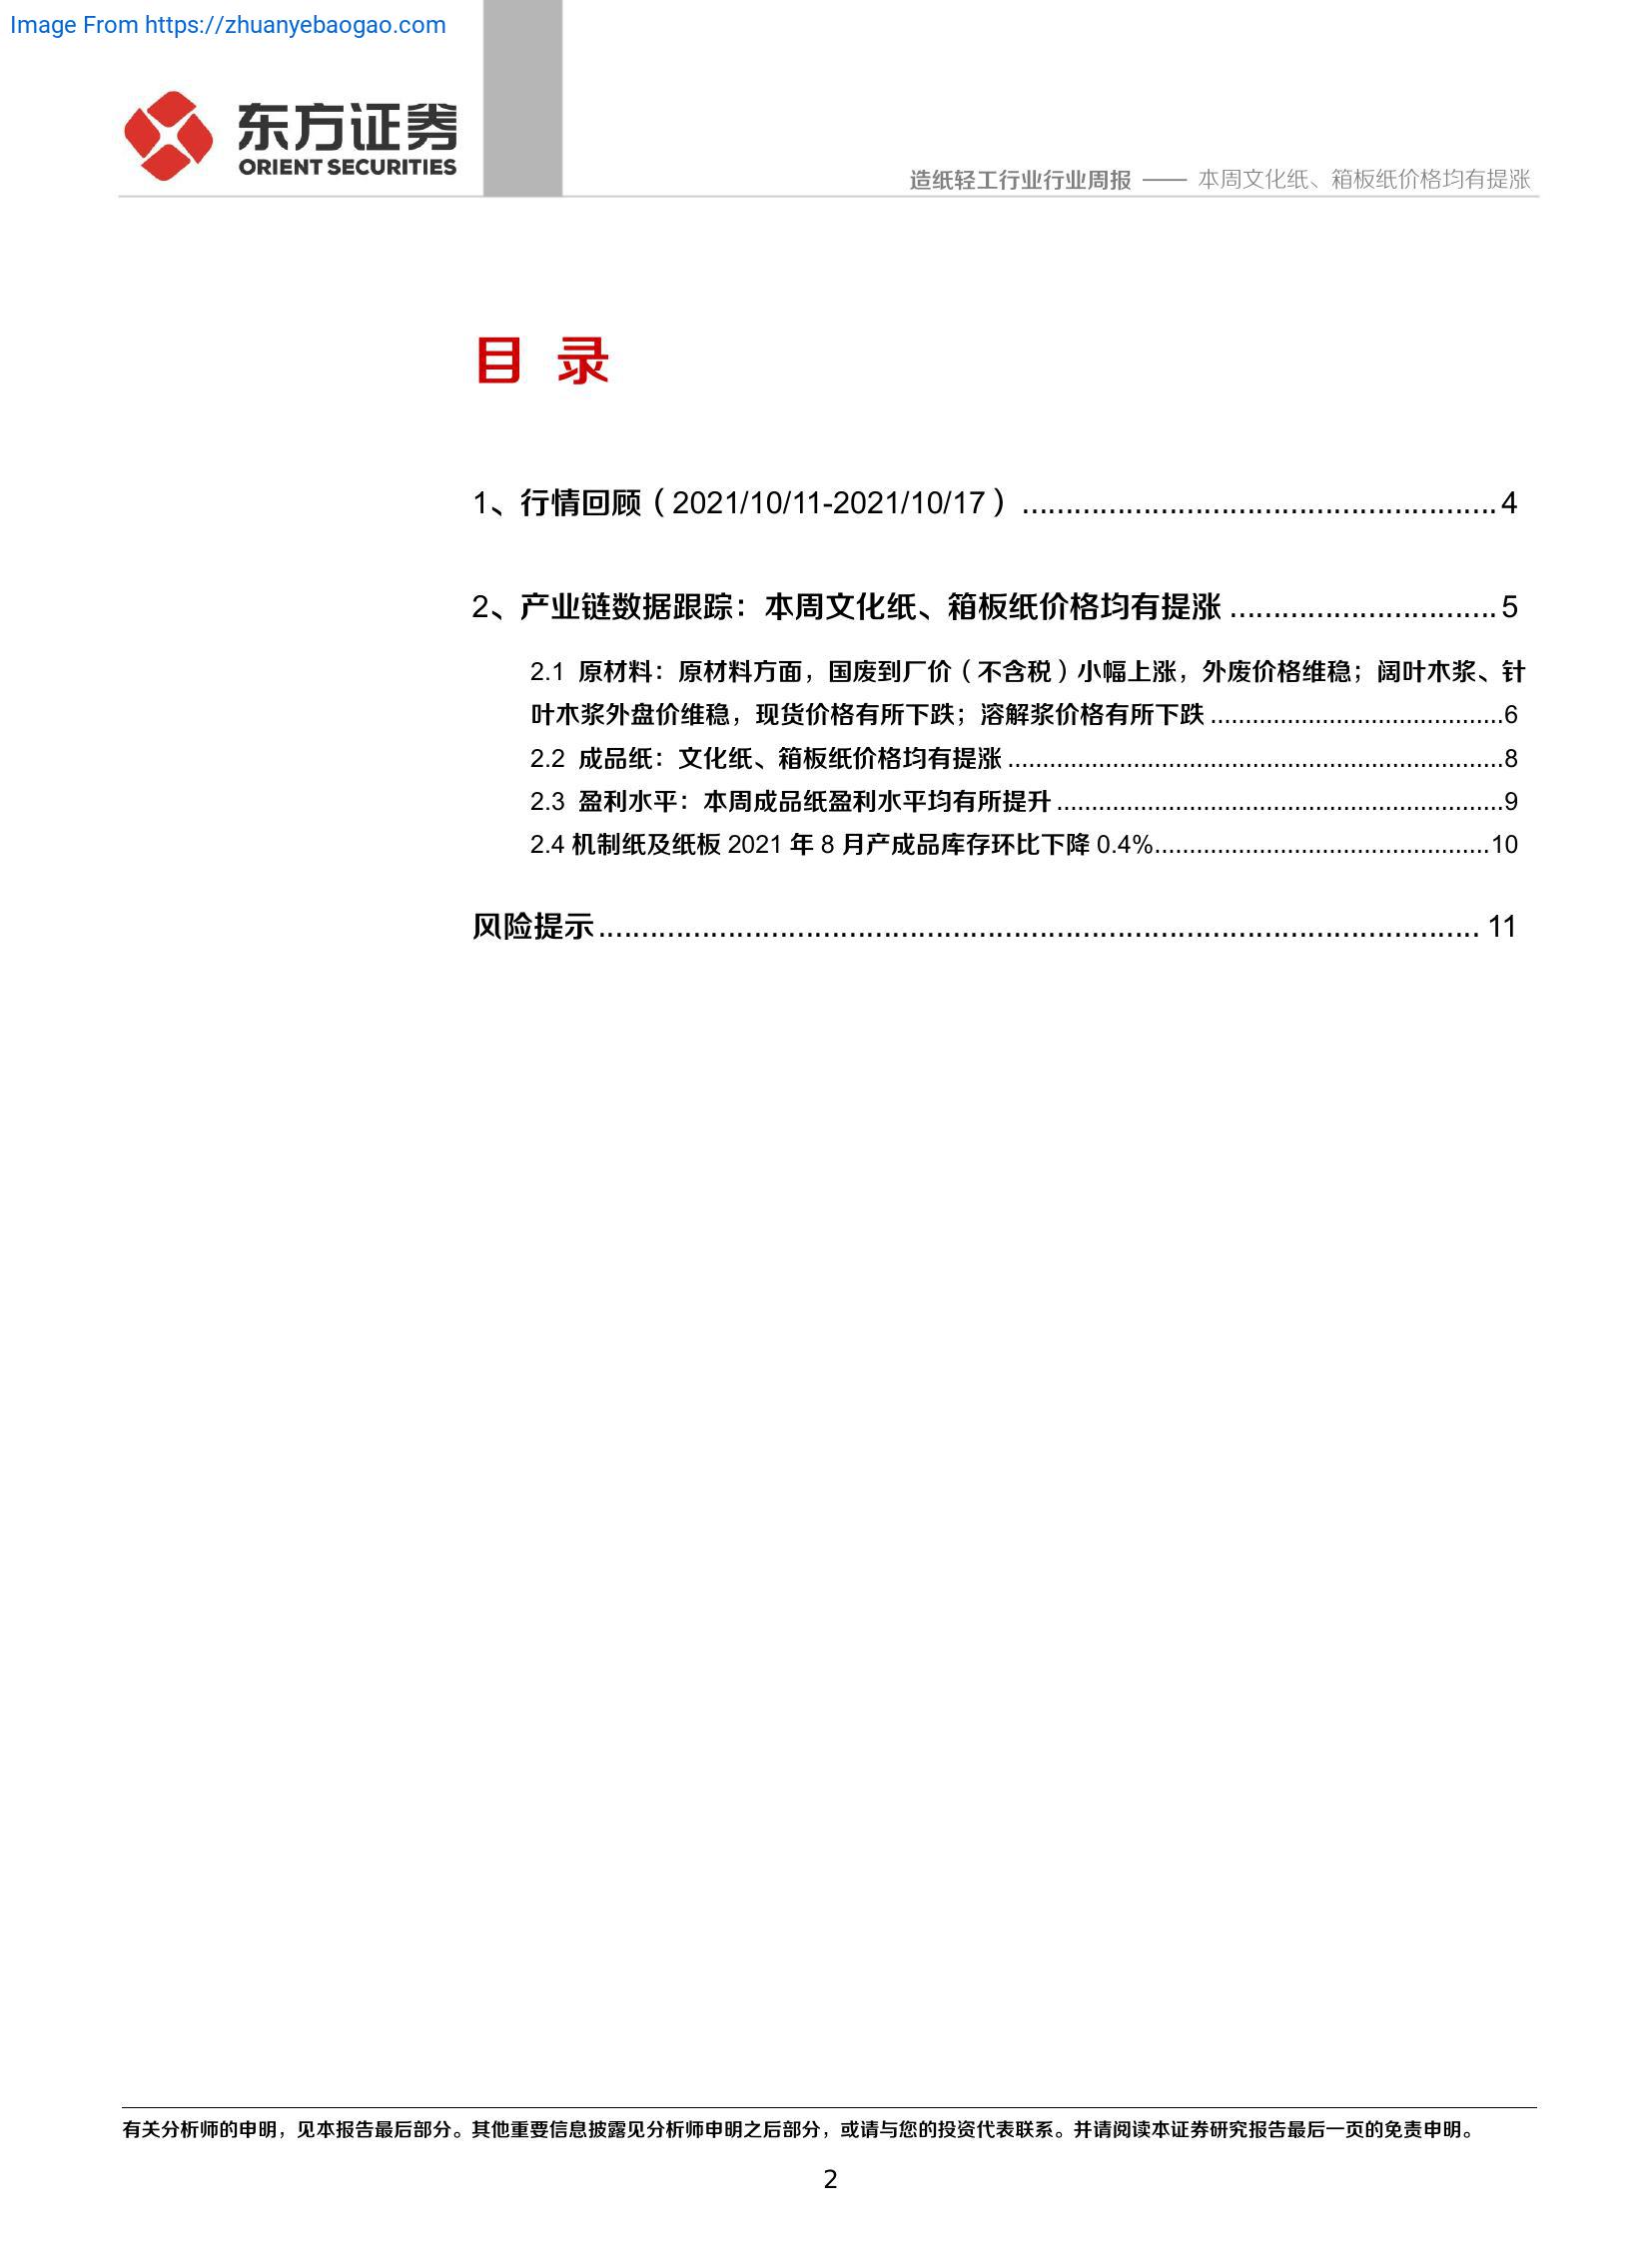 Image From https://zhuanyebaogao.com
东方证券
ORIENT SECURITIES
造纸轻工行业行业周报 —— 本周文化纸、箱板纸价格均有提涨
目 录
1、行情回顾（2021/10/11-2021/10/17） ...................................................... 4
2、产业链数据跟踪：本周文化纸、箱板纸价格均有提涨 ............................... 5
2.1 原材料：原材料方面，国废到厂价（不含税）小幅上涨，外废价格维稳；阔叶木浆、针
叶木浆外盘价维稳，现货价格有所下跌；溶解浆价格有所下跌 ..........................................6
2.2 成品纸：文化纸、箱板纸价格均有提涨 .......................................................................8
2.3 盈利水平：本周成品纸盈利水平均有所提升 ................................................................9
2.4 机制纸及纸板 2021 年 8 月产成品库存环比下降 0.4%................................................10
风险提示...................................................................................................... 11
有关分析师的申明，见本报告最后部分。其他重要信息披露见分析师申明之后部分，或请与您的投资代表联系。并请阅读本证券研究报告最后一页的免责申明。
2